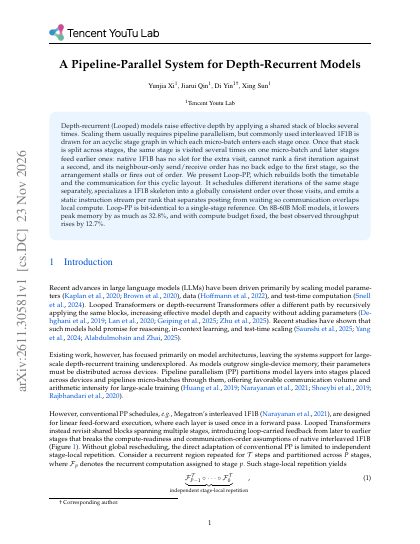 Tencent YouTu Lab
A Pipeline-Parallel System for Depth-Recurrent Models
Yunjia Xi¹, Jiarui Qin¹, Di Yin¹†, Xing Sun¹
¹Tencent Youtu Lab
Depth-recurrent (Looped) models raise effective depth by applying a shared stack of blocks several
times. Scaling them usually requires pipeline parallelism, but commonly used interleaved 1F1B
is drawn for an acyclic stage graph in which each micro-batch enters each stage once. Once that stack
is split across stages, the same stage is visited several times on one micro-batch and later stages
feed earlier ones: native 1F1B has no slot for the extra visit, cannot rank a first iteration against
a second, and its neighbour-only send/receive order has no back edge to the first stage, so the
arrangement stalls or fires out of order. We present Loop-PP, which rebuilds both the
timetable and the communication for this cyclic layout. It schedules different iterations of the same stage
separately, specializes a 1F1B skeleton into a globally consistent order over these visits, and emits a
static instruction stream per rank that separates posting from waiting so communication overlaps
local compute. Loop-PP is bit-identical to a single-stage reference. On 8B-60B MoE models, it lowers
peak memory by as much as 32.8%, and with compute budget fixed, the best observed throughput
rises by 12.7%.
1 Introduction
Recent advances in large language models (LLMs) have been driven primarily by scaling model parame-
ters (Kaplan et al., 2020; Brown et al., 2020), data (Hoffmann et al., 2022), and test-time computation (Snell
et al., 2024). Looped Transformers or depth-recurrent Transformers offer a different path by recursively
applying the same blocks, increasing effective model depth and capacity without adding parameters (De-
hghani et al., 2019; Lan et al., 2020; Geiping et al., 2025; Zhu et al., 2025). Recent studies have shown that
such models hold promise for reasoning, in-context learning, and test-time scaling (Saunshi et al., 2025; Yang
et al., 2024; Alabdulmohsin and Zhai, 2025).
Existing work, however, has focused primarily on model architectures, leaving the systems support for large-
scale depth-recurrent training underexplored. As models outgrow single-device memory, their parameters
must be distributed across devices. Pipeline parallelism (PP) partitions model layers into stages placed
across devices and pipelines micro-batches through them, offering favorable communication volume and
arithmetic intensity for large-scale training (Huang et al., 2019; Narayanan et al., 2021; Shoeybi et al., 2019;
Rajbhandari et al., 2020).
However, conventional PP schedules, e.g., Megatron's interleaved 1F1B (Narayanan et al., 2021), are designed
for linear feed-forward execution, where each layer is used once in a forward pass. Looped Transformers
instead revisit shared blocks spanning multiple stages, introducing loop-carried feedback from later to earlier
stages that breaks the compute-readiness and communication-order assumptions of native interleaved 1F1B
(Figure 1). Without global rescheduling, the direct adaptation of conventional PP is limited to independent
stage-local repetition. Consider a recurrent region repeated for T steps and partitioned across P stages,
where Fₚ denotes the recurrent computation assigned to stage p. Such stage-local repetition yields
independent stage-local repetition
, (1)
† Corresponding author.
1
arXiv:2611.30581v1 [cs.DC] 23 Nov 2026